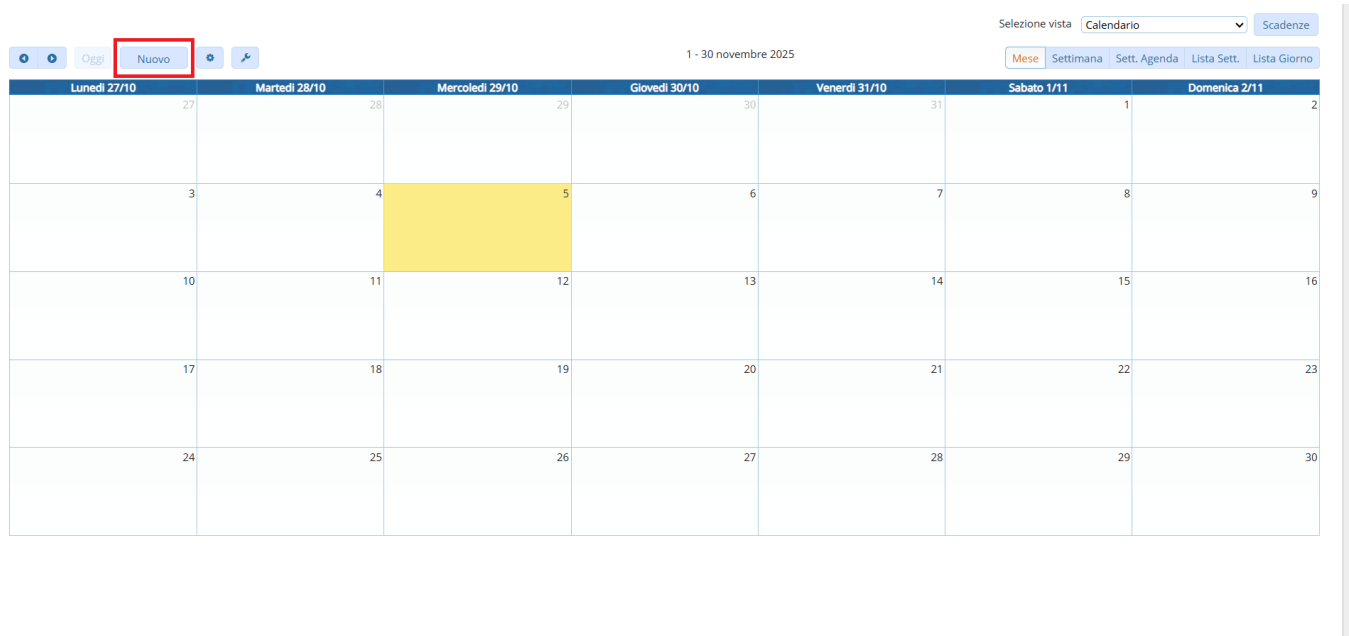 Selezione vista Calendario Scadenze
Oggi Nuovo 1 - 30 novembre 2025 Mese Settimana Sett. Agenda Lista Sett. Lista Giorno
Lunedì 27/10 Martedì 28/10 Mercoledì 29/10 Giovedì 30/10 Venerdì 31/10 Sabato 1/11 Domenica 2/11
27 28 29 30 31 1 2
3 4 5 6 7 8 9
10 11 12 13 14 15 16
17 18 19 20 21 22 23
24 25 26 27 28 29 30